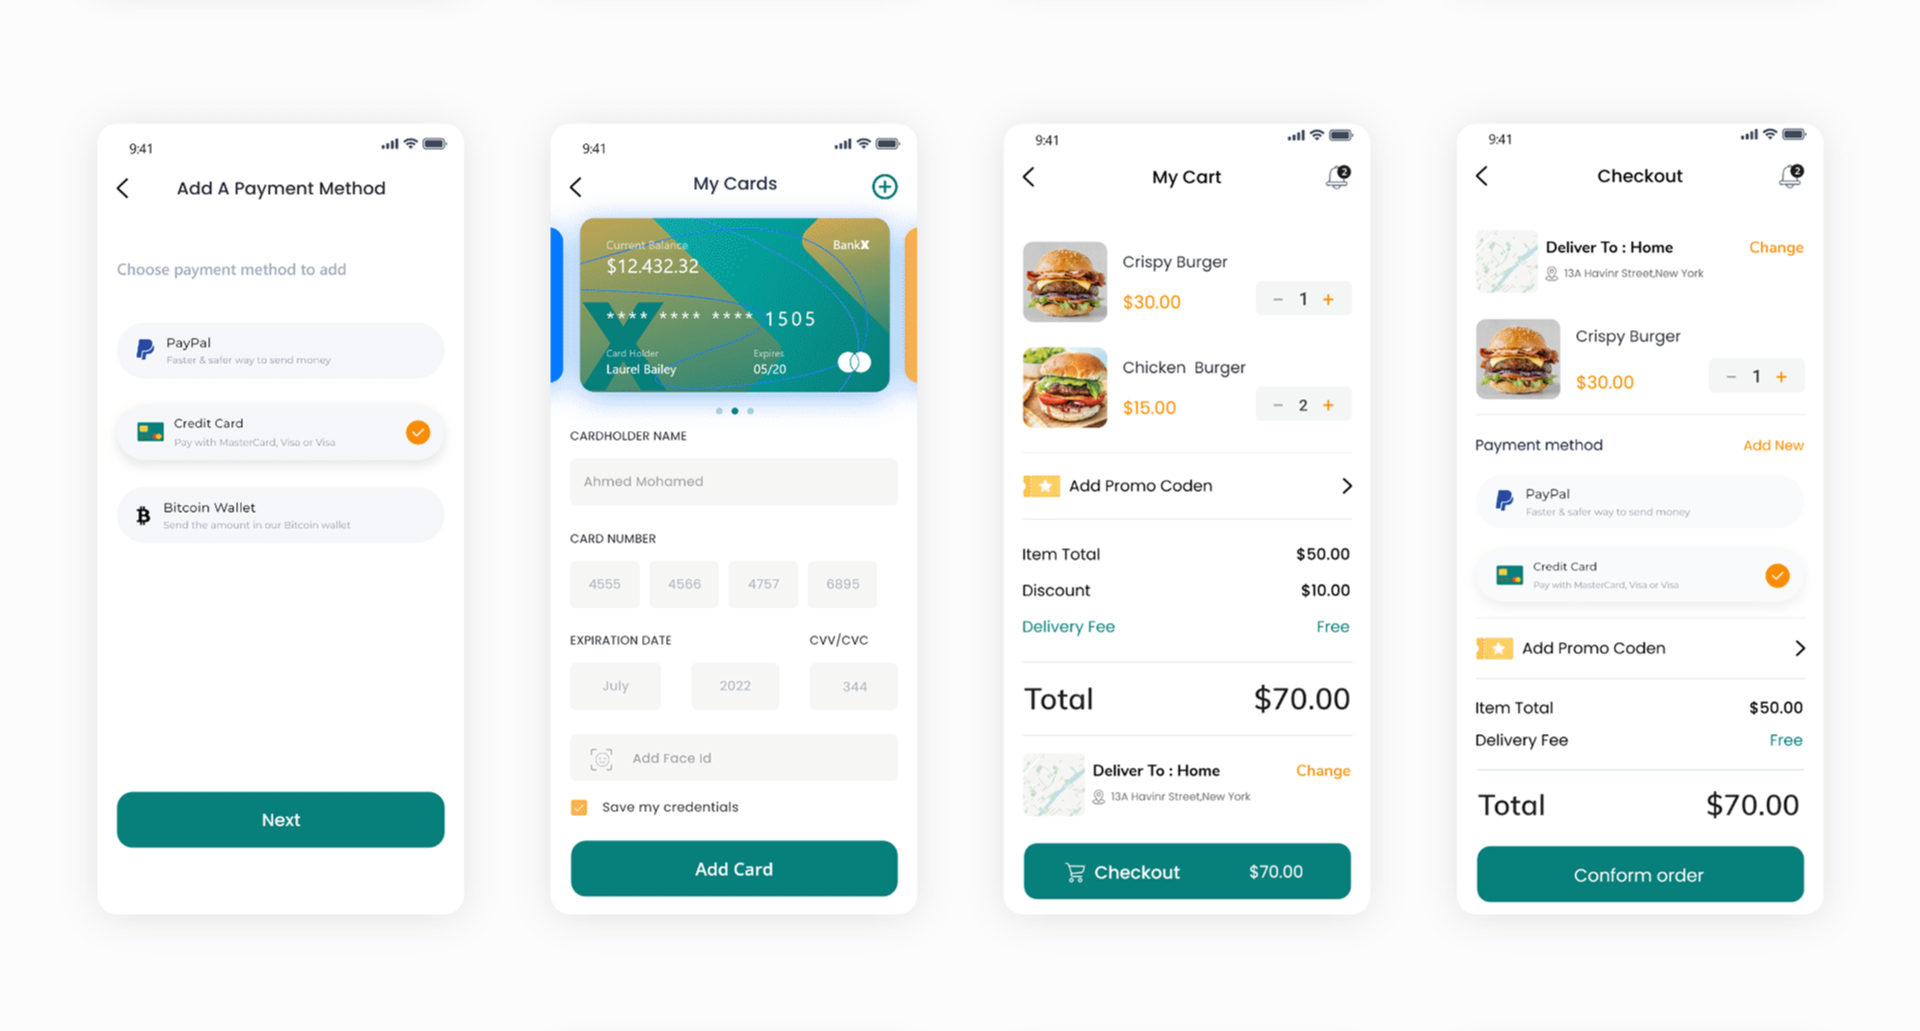 9:41
Add A Payment Method
Choose payment method to add
PayPal
Faster & safer way to send money
Credit Card
Pay with MasterCard, Visa or Visa
Bitcoin Wallet
Send the amount in our Bitcoin wallet
Next
9:41
My Cards
Current Balance
BankX
$12.432.32
X
**** **** **** 1505
Card Holder
Expires
Laurel Bailey
05/20
CARDHOLDER NAME
Ahmed Mohamed
CARD NUMBER
4555 4566 4757 6895
EXPIRATION DATE
CVV/CVC
July 2022 344
Add Face Id
Save my credentials
Add Card
9:41
My Cart
2
Crispy Burger
$30.00
− 1 +
Chicken Burger
$15.00
− 2 +
Add Promo Coden
Item Total $50.00
Discount $10.00
Delivery Fee Free
Total $70.00
Deliver To : Home Change
13A Havinr Street,New York
Checkout $70.00
9:41
Checkout
2
Deliver To : Home Change
13A Havinr Street,New York
Crispy Burger
$30.00
− 1 +
Payment method Add New
PayPal
Faster & safer way to send money
Credit Card
Pay with MasterCard, Visa or Visa
Add Promo Coden
Item Total $50.00
Delivery Fee Free
Total $70.00
Conform order